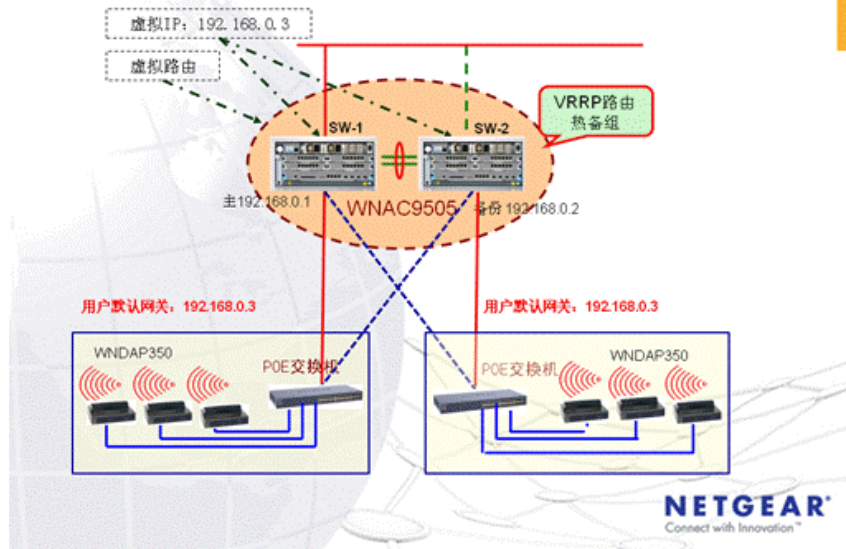 虚拟IP：192.168.0.3
虚拟路由
VRRP路由
热备组
SW-1
SW-2
主192.168.0.1
WNAC9505
备份 192.168.0.2
用户默认网关：192.168.0.3
用户默认网关：192.168.0.3
WNDAP350
POE交换机
POE交换机
WNDAP350
NETGEAR®
Connect with Innovation™